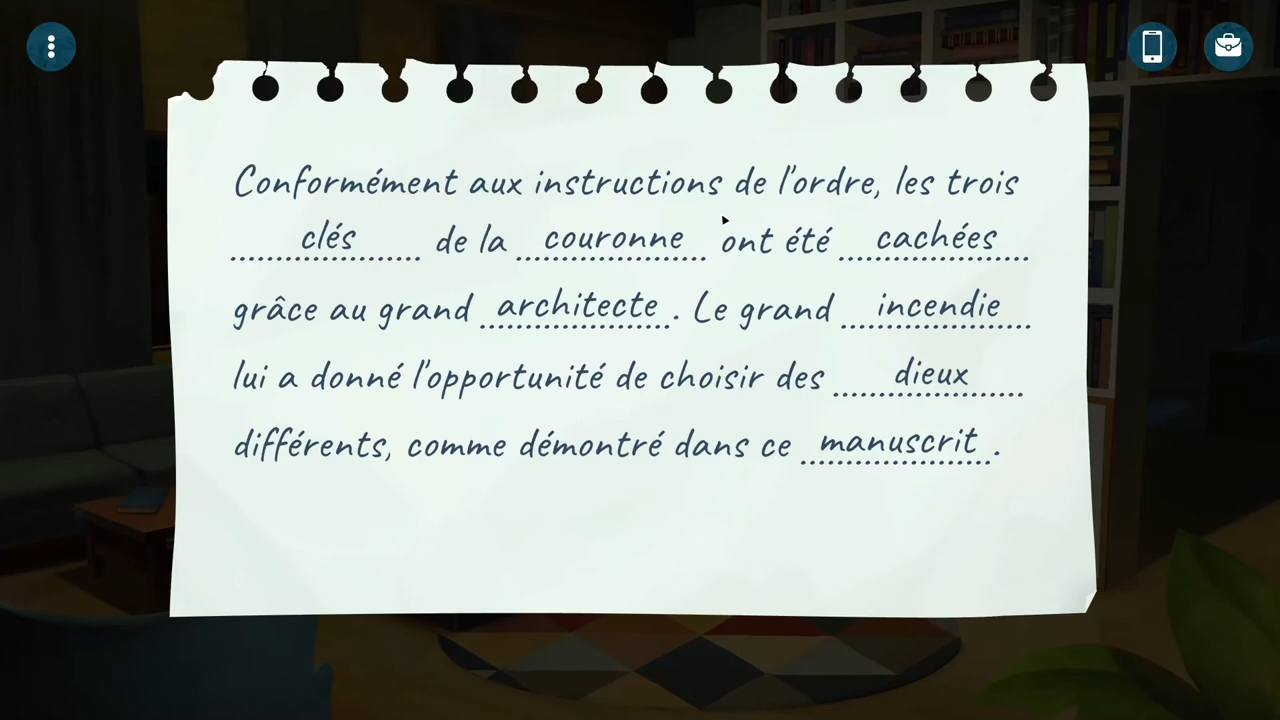 Conformément aux instructions de l'ordre, les trois
clés de la couronne ont été cachées
grâce au grand architecte. Le grand incendie
lui a donné l'opportunité de choisir des dieux
différents, comme démontré dans ce manuscrit.